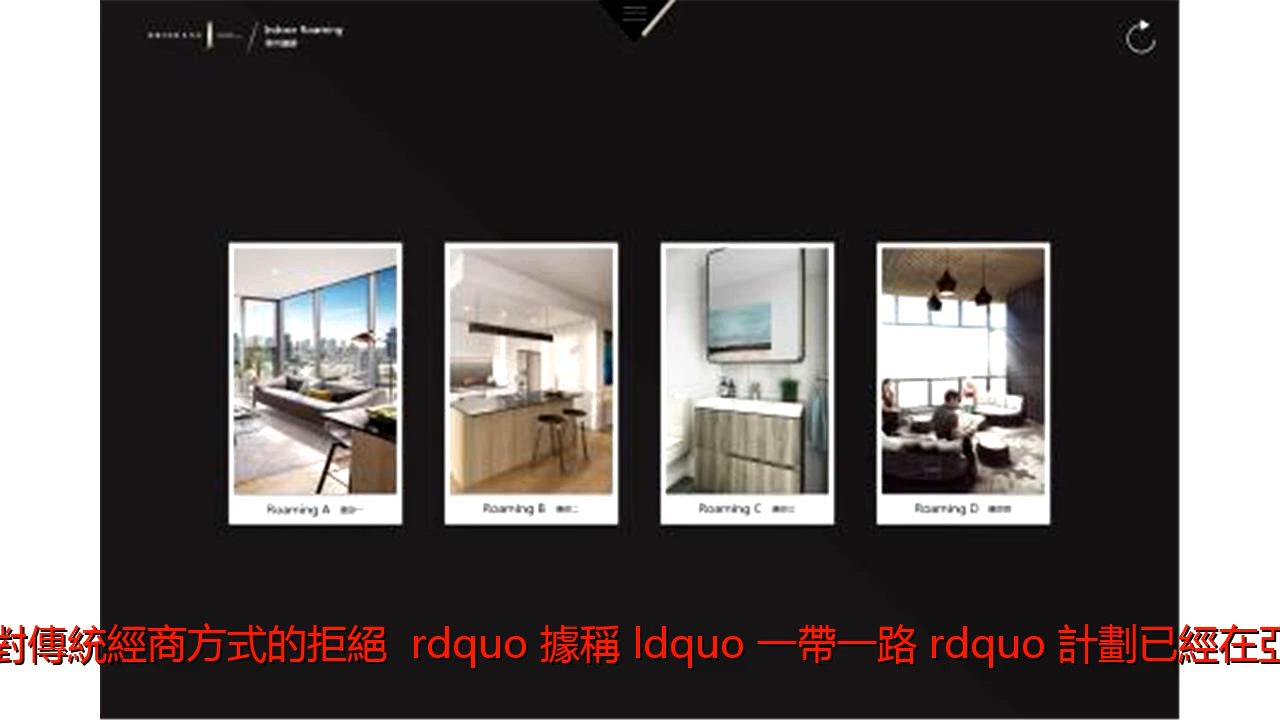 Indoor Roaming
Roaming A
Roaming B
Roaming C
Roaming D
對傳統經商方式的拒絕 rdquo 據稱 ldquo 一帶一路 rdquo 計劃已經在亞